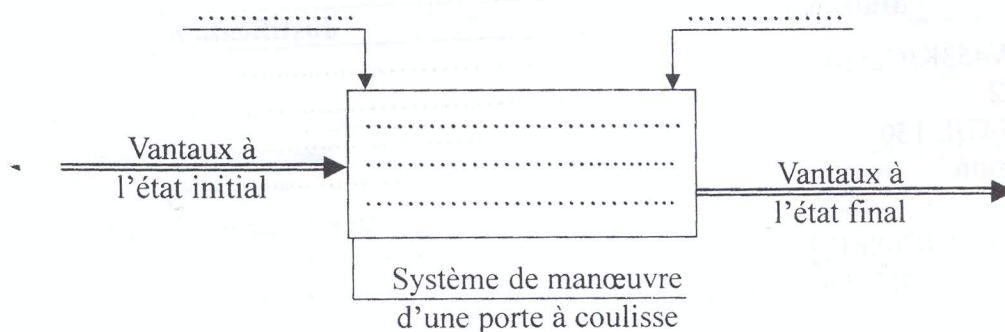 Vantaux à
l'état initial
Vantaux à
l'état final
Système de manœuvre
d'une porte à coulisse